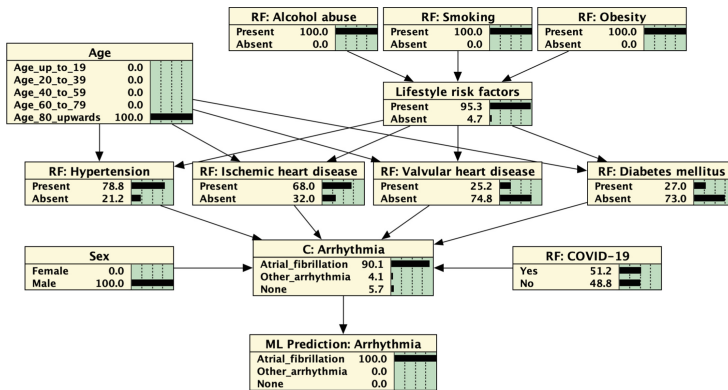 RF: Alcohol abuse
Present 100.0
Absent 0.0
RF: Smoking
Present 100.0
Absent 0.0
RF: Obesity
Present 100.0
Absent 0.0
Age
Age_up_to_19 0.0
Age_20_to_39 0.0
Age_40_to_59 0.0
Age_60_to_79 0.0
Age_80_upwards 100.0
Lifestyle risk factors
Present 95.3
Absent 4.7
RF: Hypertension
Present 78.8
Absent 21.2
RF: Ischemic heart disease
Present 68.0
Absent 32.0
RF: Valvular heart disease
Present 25.2
Absent 74.8
RF: Diabetes mellitus
Present 27.0
Absent 73.0
Sex
Female 0.0
Male 100.0
C: Arrhythmia
Atrial_fibrillation 90.1
Other_arrhythmia 4.1
None 5.7
RF: COVID-19
Yes 51.2
No 48.8
ML Prediction: Arrhythmia
Atrial_fibrillation 100.0
Other_arrhythmia 0.0
None 0.0